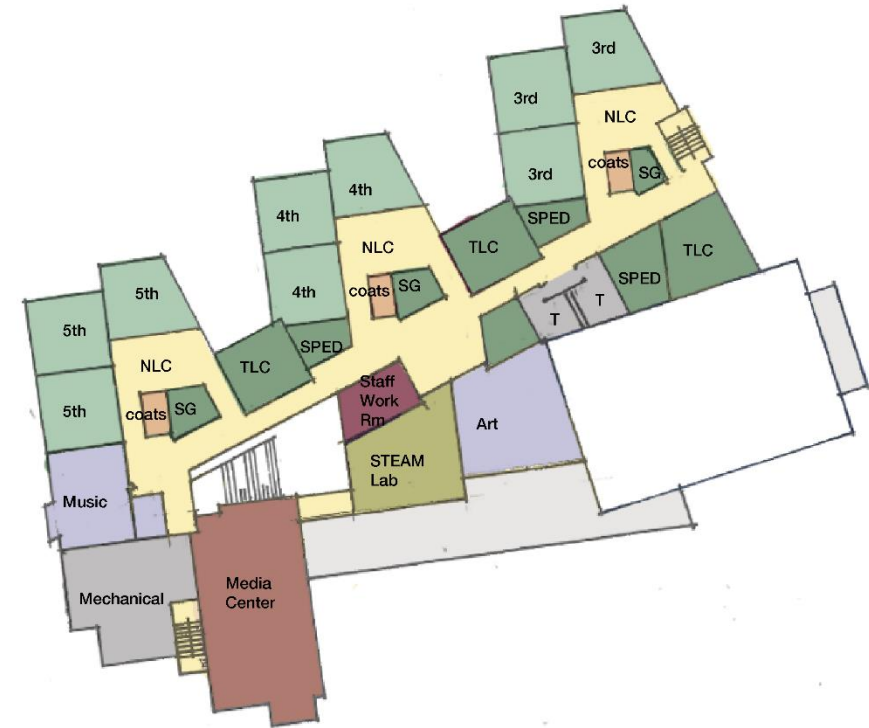 3rd
3rd
NLC
coats
SG
3rd
4th
4th
SPED
NLC
TLC
TLC
5th
4th
coats
SG
SPED
T
T
5th
SPED
NLC
TLC
Staff
Work
Rm
5th
coats
SG
Art
STEAM
Lab
Music
Mechanical
Media
Center